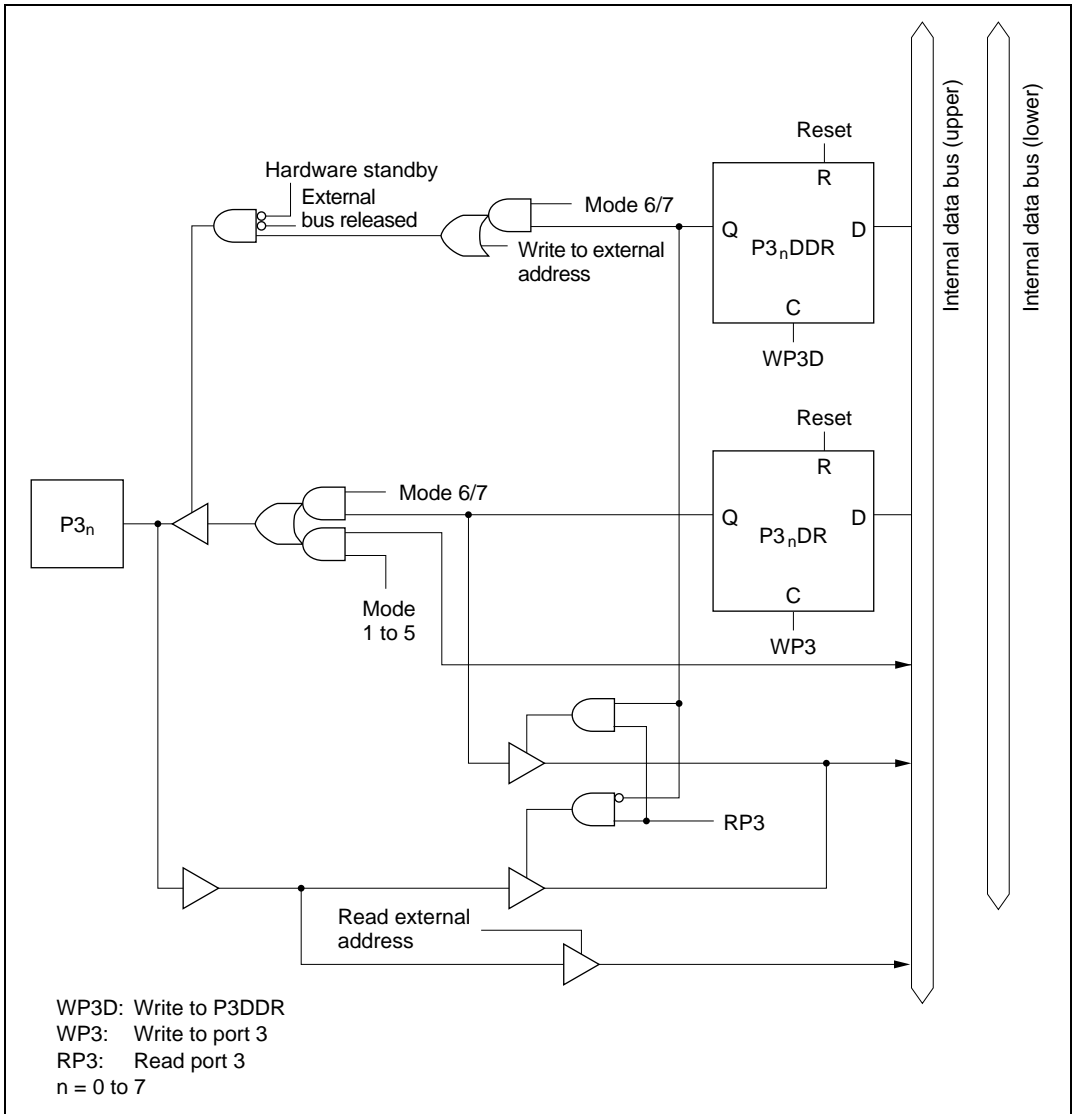 Reset
Hardware standby
External
bus released
Mode 6/7
Write to external
address
R
Q
D
P3nDDR
C
WP3D
Internal data bus (upper)
Internal data bus (lower)
Reset
R
Mode 6/7
P3n
Q
D
P3nDR
C
Mode
1 to 5
WP3
RP3
Read external
address
WP3D: Write to P3DDR
WP3: Write to port 3
RP3: Read port 3
n = 0 to 7